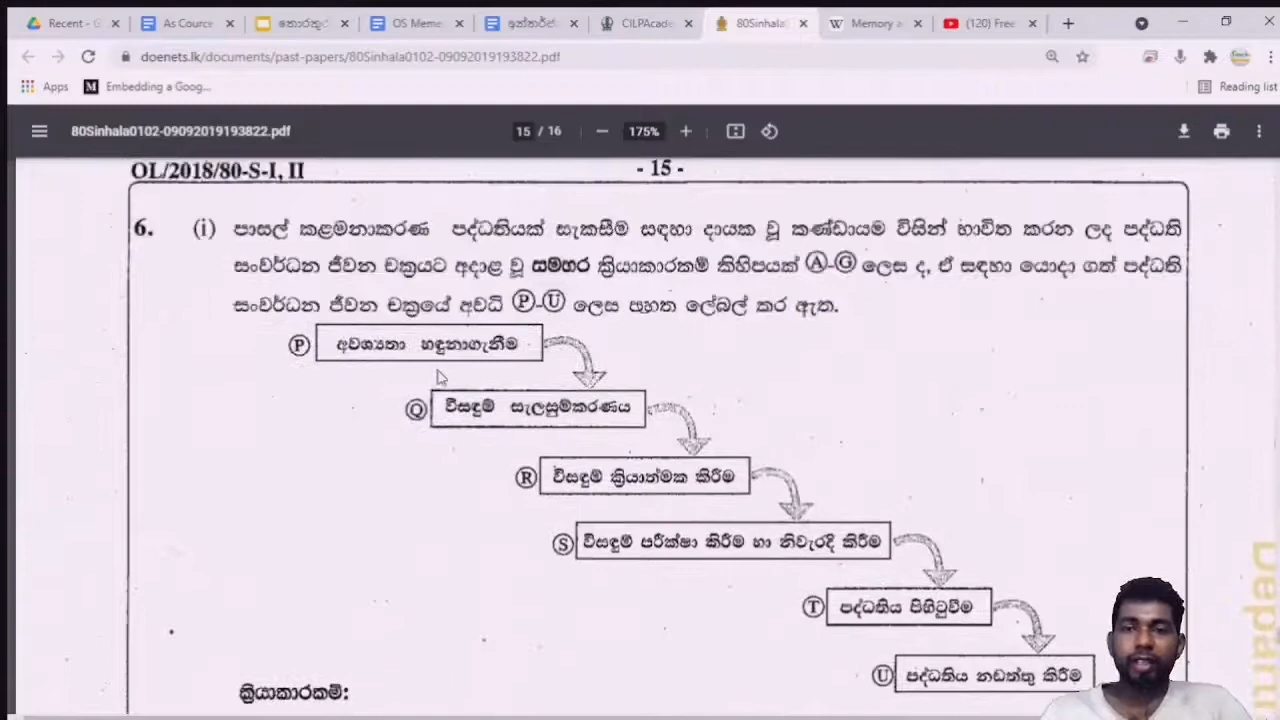 Recent - G
As Cource
තොරතුර
OS Meme
ඉන්තර්ජ
CILPAcade
80Sinhala
Memory a
(120) Free
doenets.lk/documents/past-papers/80Sinhala0102-09092019193822.pdf
Apps
Embedding a Goog...
Reading list
80Sinhala0102-09092019193822.pdf
15 / 16
175%
OL/2018/80-S-I, II
- 15 -
6. (i) පාසල් කළමනාකරණ පද්ධතියක් සැකසීම සඳහා දායක වූ කණ්ඩායම විසින් භාවිත කරන ලද පද්ධති
සංවර්ධන ජීවන චක්‍රයට අදාළ වූ සමහර ක්‍රියාකාරකම් කිහිපයක් Ⓐ-Ⓖ ලෙස ද, ඒ සඳහා යොදා ගත් පද්ධති
සංවර්ධන ජීවන චක්‍රයේ අවධි Ⓟ-Ⓤ ලෙස පහත ලේබල් කර ඇත.
Ⓟ අවශ්‍යතා හඳුනාගැනීම
Ⓠ විසඳුම් සැලසුම්කරණය
Ⓡ විසඳුම් ක්‍රියාත්මක කිරීම
Ⓢ විසඳුම් පරීක්ෂා කිරීම හා නිවැරදි කිරීම
Ⓣ පද්ධතිය පිහිටුවීම
Ⓤ පද්ධතිය නඩත්තු කිරීම
ක්‍රියාකාරකම්: